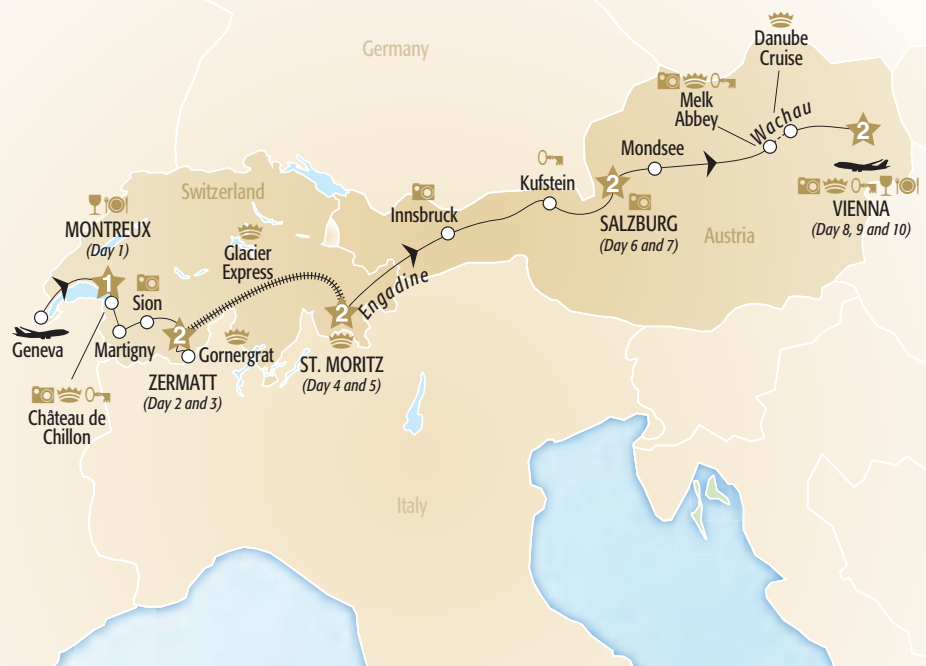 Germany
Danube
Cruise
Melk
Abbey
Wachau
2
Mondsee
VIENNA
(Day 8, 9 and 10)
Kufstein
2
SALZBURG
(Day 6 and 7)
Austria
Switzerland
Innsbruck
MONTREUX
(Day 1)
Glacier
Express
Engadine
1
Sion
2
2
Geneva
Martigny
Gornergrat
ST. MORITZ
(Day 4 and 5)
ZERMATT
(Day 2 and 3)
Château de
Chillon
Italy